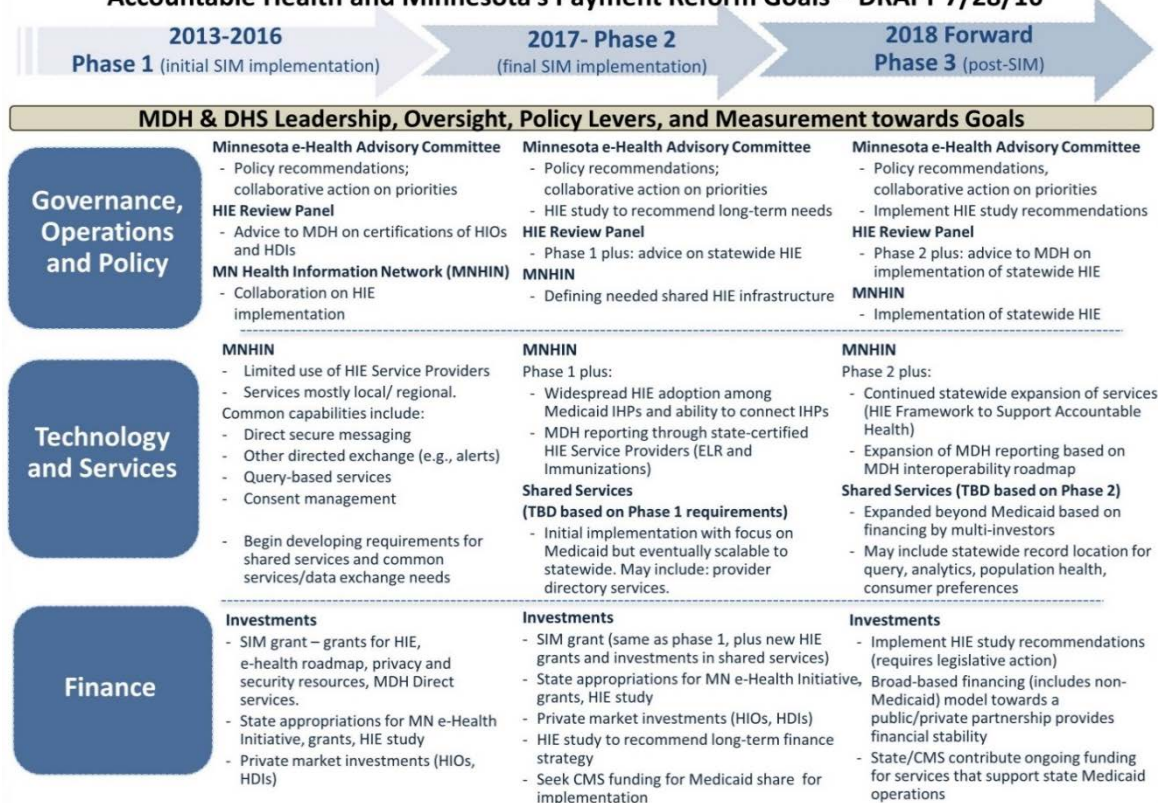 Accountable Health and Minnesota's Payment Reform Goals – DRAFT 7/28/16
2013-2016
Phase 1 (initial SIM implementation)
2017- Phase 2
(final SIM implementation)
2018 Forward
Phase 3 (post-SIM)
MDH & DHS Leadership, Oversight, Policy Levers, and Measurement towards Goals
Governance,
Operations
and Policy
Minnesota e-Health Advisory Committee
- Policy recommendations;
collaborative action on priorities
HIE Review Panel
- Advice to MDH on certifications of HIOs
and HDIs
MN Health Information Network (MNHIN)
- Collaboration on HIE
implementation
Minnesota e-Health Advisory Committee
- Policy recommendations;
collaborative action on priorities
- HIE study to recommend long-term needs
HIE Review Panel
- Phase 1 plus: advice on statewide HIE
MNHIN
- Defining needed shared HIE infrastructure
Minnesota e-Health Advisory Committee
- Policy recommendations,
collaborative action on priorities
- Implement HIE study recommendations
HIE Review Panel
- Phase 2 plus: advice to MDH on
implementation of statewide HIE
MNHIN
- Implementation of statewide HIE
Technology
and Services
MNHIN
- Limited use of HIE Service Providers
- Services mostly local/ regional.
Common capabilities include:
- Direct secure messaging
- Other directed exchange (e.g., alerts)
- Query-based services
- Consent management
- Begin developing requirements for
shared services and common
services/data exchange needs
MNHIN
Phase 1 plus:
- Widespread HIE adoption among
Medicaid IHPs and ability to connect IHPs
- MDH reporting through state-certified
HIE Service Providers (ELR and
Immunizations)
Shared Services
(TBD based on Phase 1 requirements)
- Initial implementation with focus on
Medicaid but eventually scalable to
statewide. May include: provider
directory services.
MNHIN
Phase 2 plus:
- Continued statewide expansion of services
(HIE Framework to Support Accountable
Health)
- Expansion of MDH reporting based on
MDH interoperability roadmap
Shared Services (TBD based on Phase 2)
- Expanded beyond Medicaid based on
financing by multi-investors
- May include statewide record location for
query, analytics, population health,
consumer preferences
Finance
Investments
- SIM grant – grants for HIE,
e-health roadmap, privacy and
security resources, MDH Direct
services.
- State appropriations for MN e-Health
Initiative, grants, HIE study
- Private market investments (HIOs,
HDIs)
Investments
- SIM grant (same as phase 1, plus new HIE
grants and investments in shared services)
- State appropriations for MN e-Health Initiative,
grants, HIE study
- Private market investments (HIOs, HDIs)
- HIE study to recommend long-term finance
strategy
- Seek CMS funding for Medicaid share for
implementation
Investments
- Implement HIE study recommendations
(requires legislative action)
- Broad-based financing (includes non-
Medicaid) model towards a
public/private partnership provides
financial stability
- State/CMS contribute ongoing funding
for services that support state Medicaid
operations